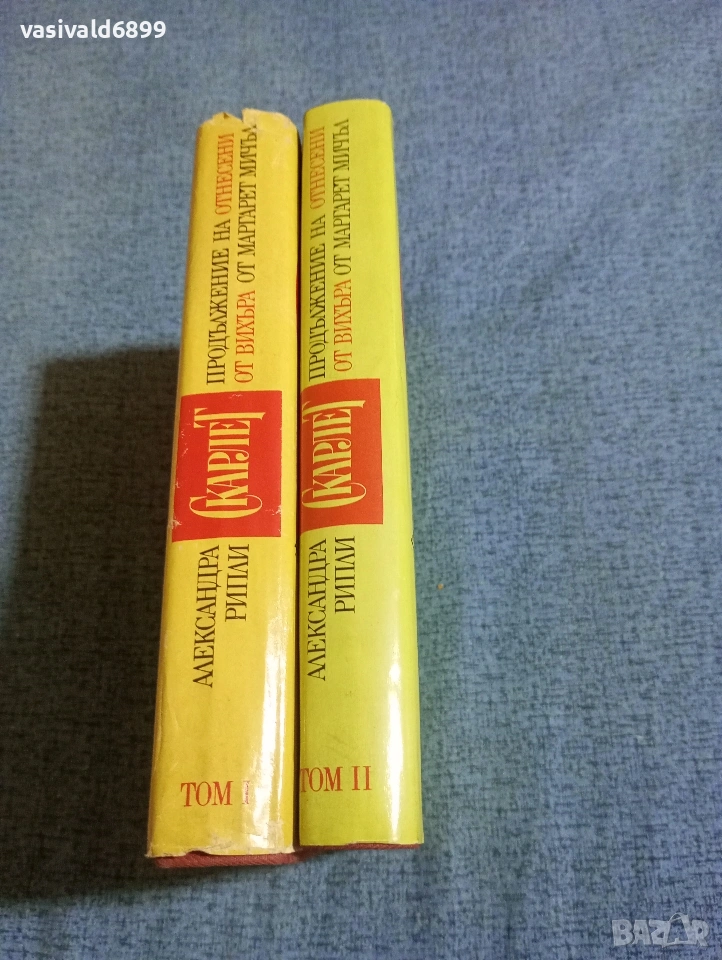 vasivald6899
АЛЕКСАНДРА
РИПЛИ
СКАРЛЕТ
ПРОДЪЛЖЕНИЕ НА ОТНЕСЕНИ
ОТ ВИХЪРА ОТ МАРГАРЕТ МИЧЪЛ
ТОМ I
АЛЕКСАНДРА
РИПЛИ
СКАРЛЕТ
ПРОДЪЛЖЕНИЕ НА ОТНЕСЕНИ
ОТ ВИХЪРА ОТ МАРГАРЕТ МИЧЪЛ
ТОМ II
BAZAR